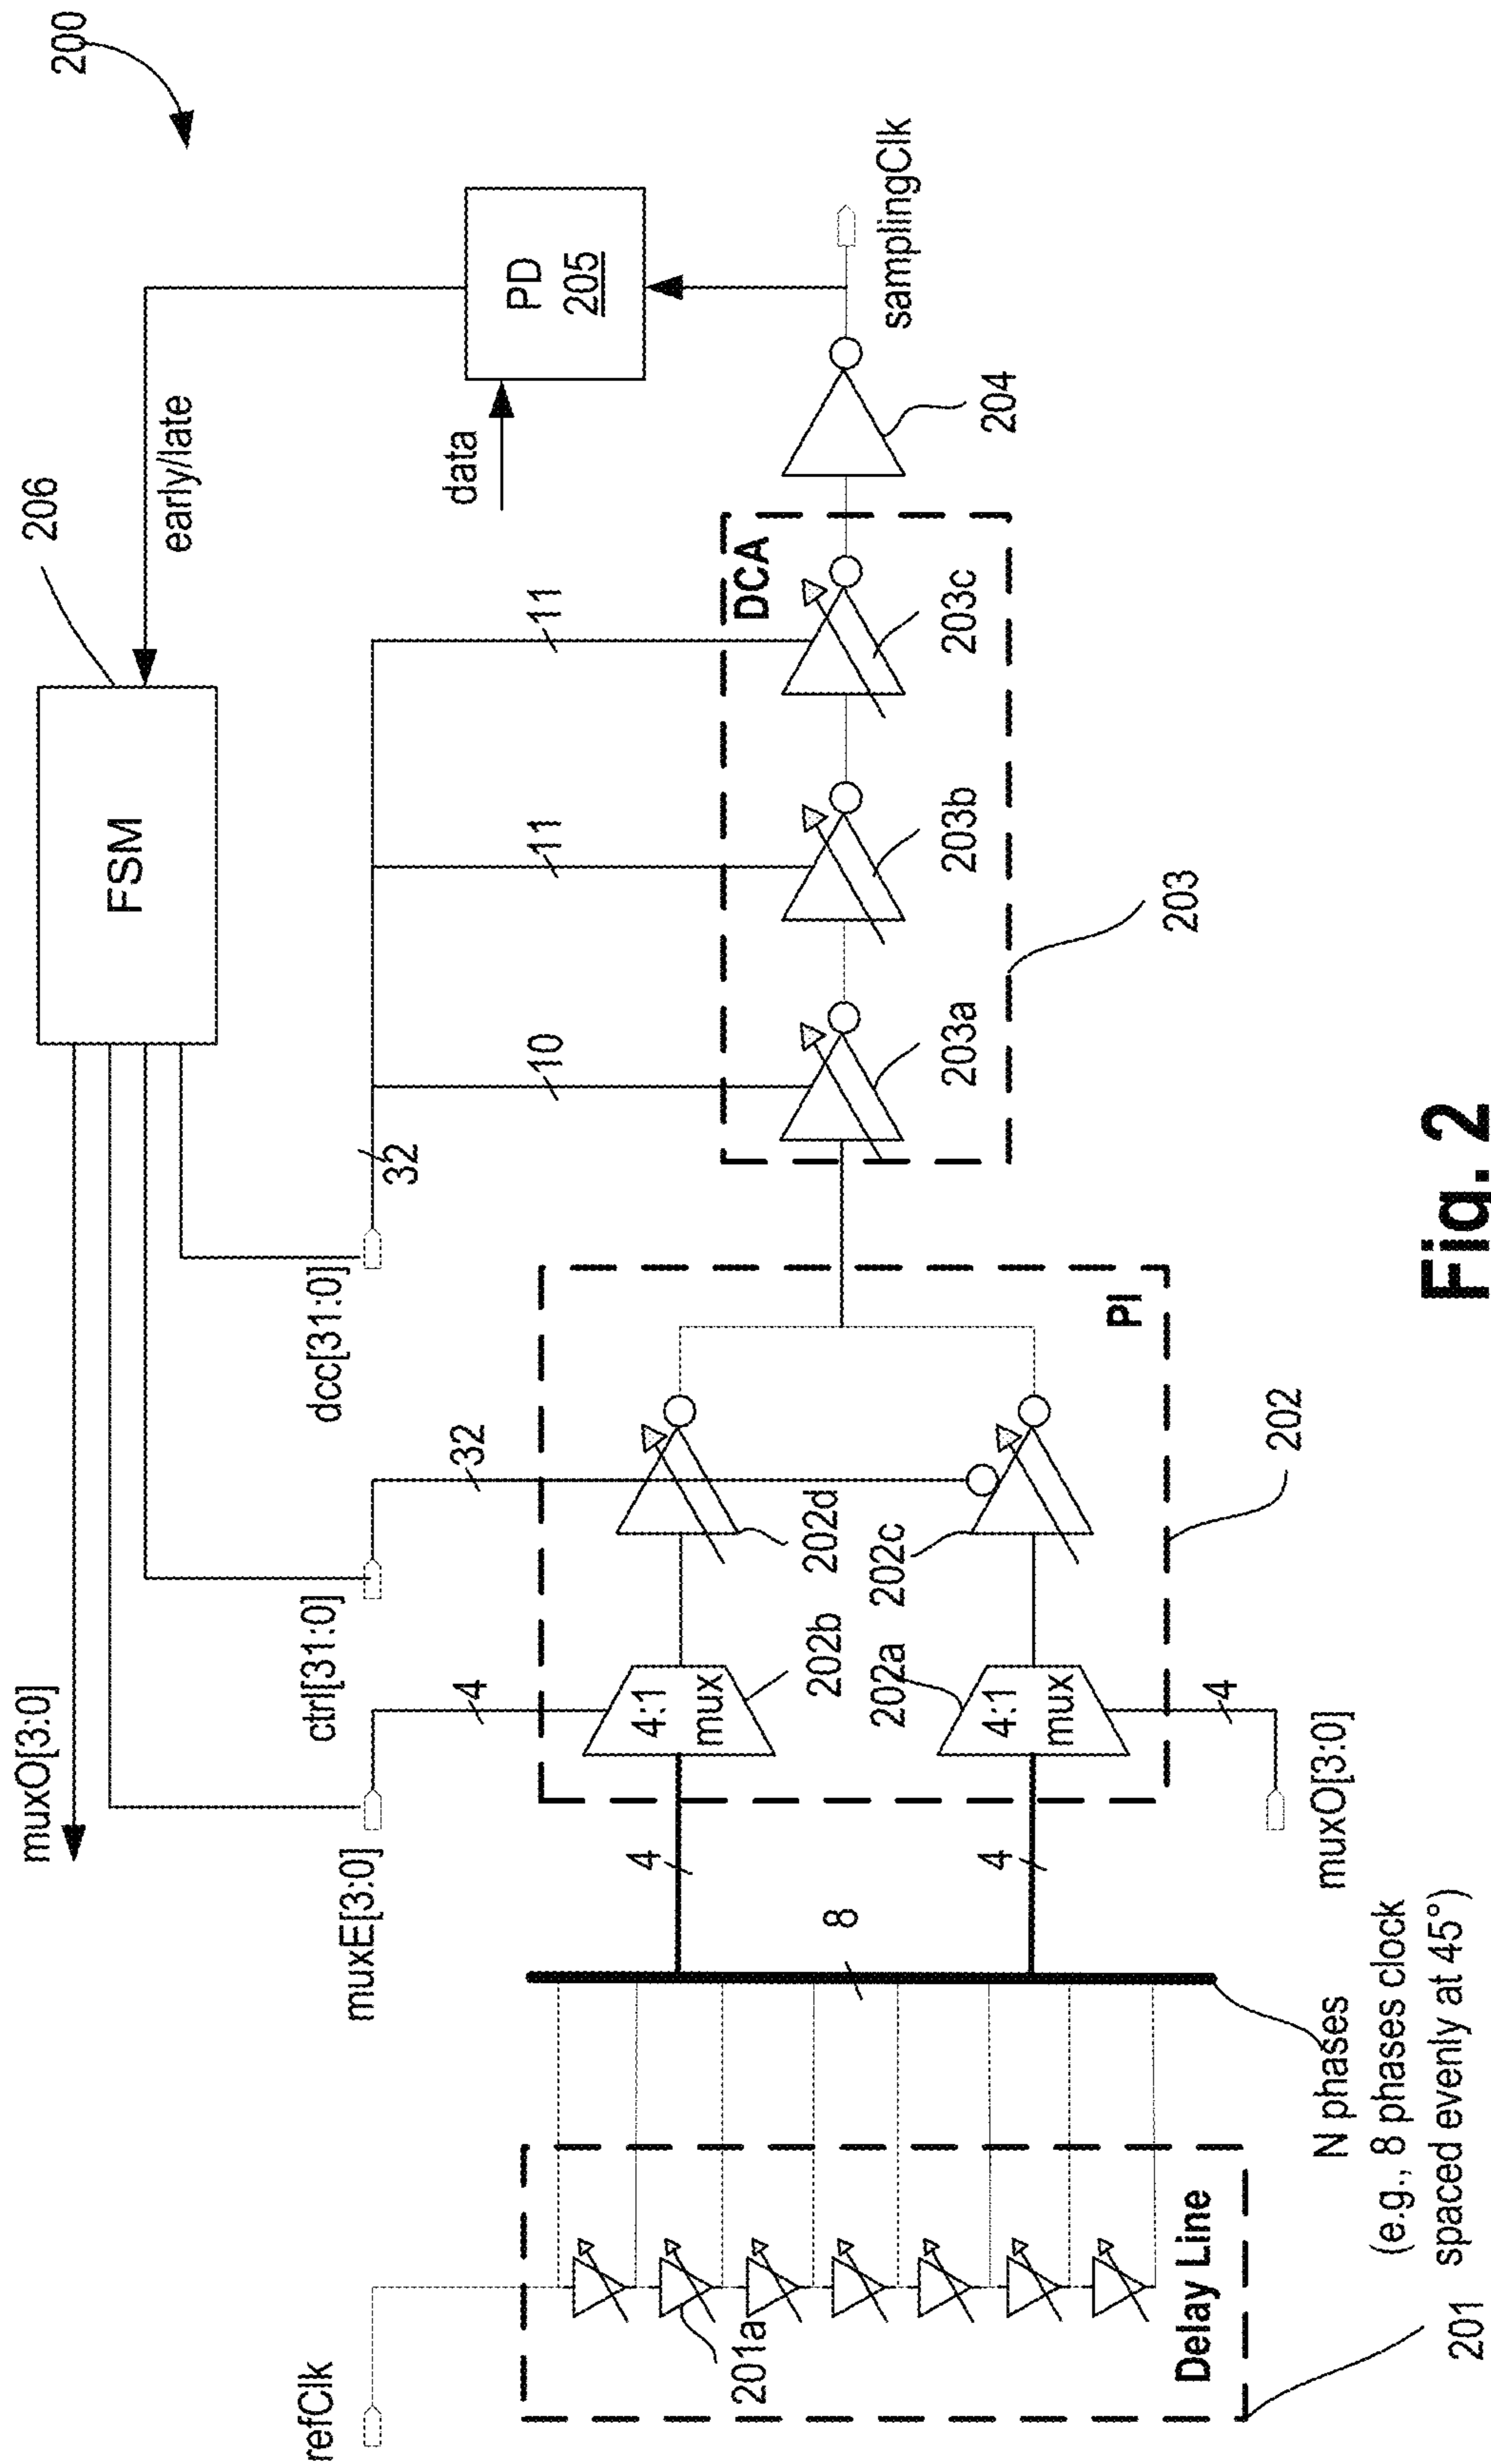 200
muxO[3:0]
FSM
206
early/late
muxE[3:0]
ctrl[31:0]
dcc[31:0]
refClk
4
32
32
10
11
11
data
PD
205
samplingClk
4
4:1
mux
202b
202d
DCA
203a
203b
203c
204
8
201a
4
4:1
mux
202a
202c
PI
203
Delay Line
4
muxO[3:0]
202
N phases
(e.g., 8 phases clock
spaced evenly at 45°)
201
Fig. 2